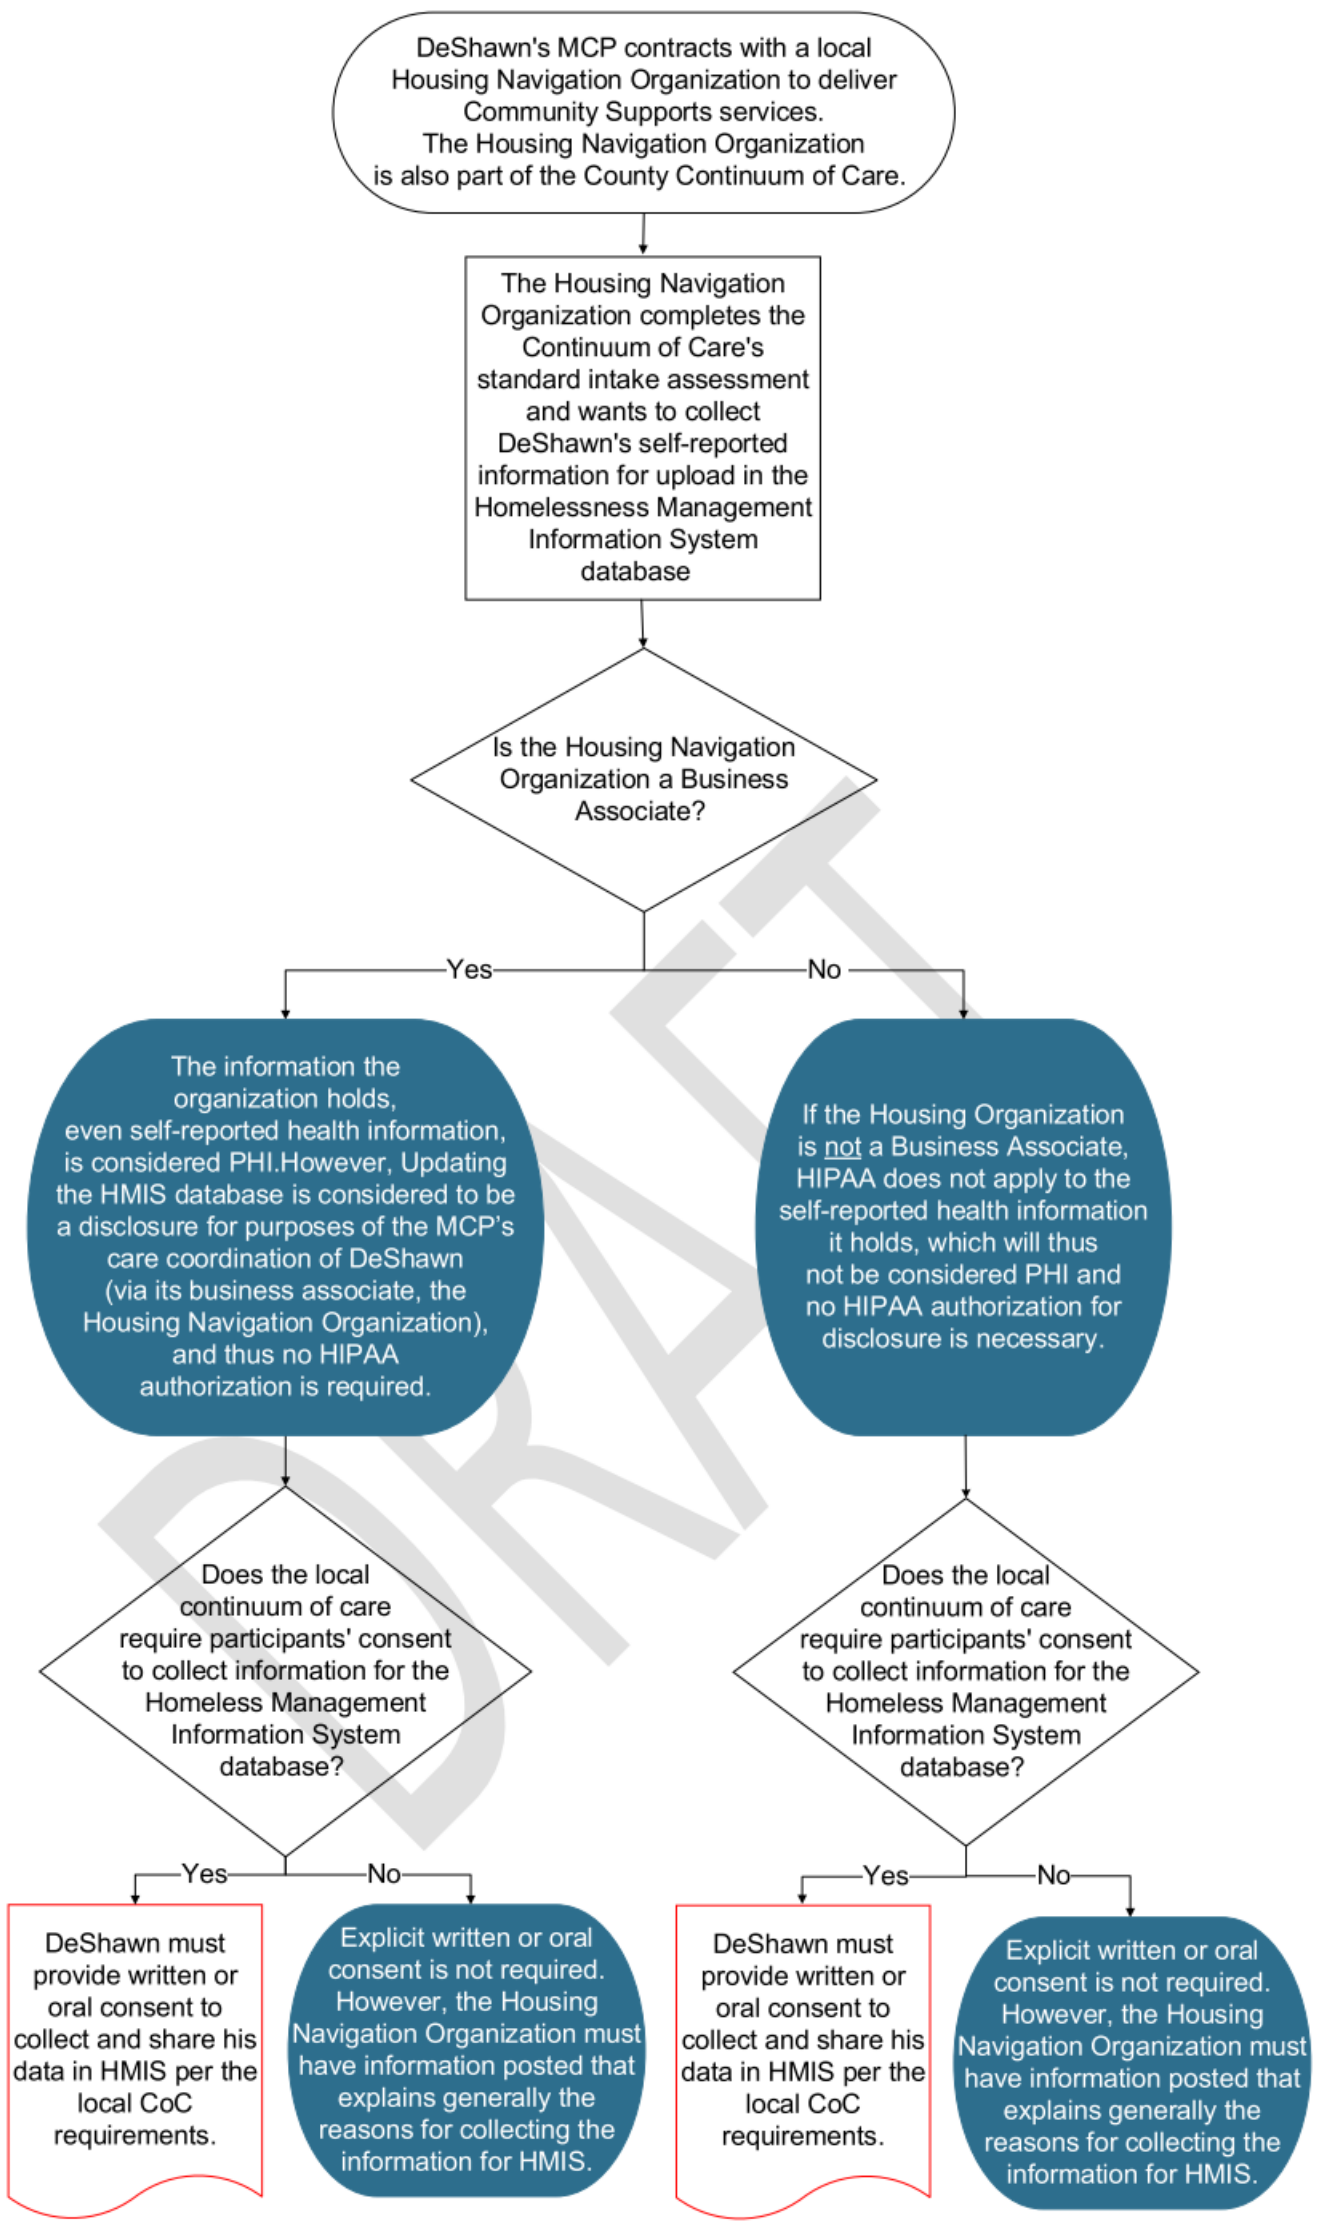 DeShawn's MCP contracts with a local
Housing Navigation Organization to deliver
Community Supports services.
The Housing Navigation Organization
is also part of the County Continuum of Care.
The Housing Navigation
Organization completes the
Continuum of Care's
standard intake assessment
and wants to collect
DeShawn's self-reported
information for upload in the
Homelessness Management
Information System
database
Is the Housing Navigation
Organization a Business
Associate?
Yes
No
The information the
organization holds,
even self-reported health information,
is considered PHI.However, Updating
the HMIS database is considered to be
a disclosure for purposes of the MCP's
care coordination of DeShawn
(via its business associate, the
Housing Navigation Organization),
and thus no HIPAA
authorization is required.
If the Housing Organization
is not a Business Associate,
HIPAA does not apply to the
self-reported health information
it holds, which will thus
not be considered PHI and
no HIPAA authorization for
disclosure is necessary.
DRAFT
Does the local
continuum of care
require participants' consent
to collect information for the
Homeless Management
Information System
database?
Does the local
continuum of care
require participants' consent
to collect information for the
Homeless Management
Information System
database?
Yes
No
Yes
No
DeShawn must
provide written or
oral consent to
collect and share his
data in HMIS per the
local CoC
requirements.
Explicit written or oral
consent is not required.
However, the Housing
Navigation Organization must
have information posted that
explains generally the
reasons for collecting the
information for HMIS.
DeShawn must
provide written or
oral consent to
collect and share his
data in HMIS per the
local CoC
requirements.
Explicit written or oral
consent is not required.
However, the Housing
Navigation Organization must
have information posted that
explains generally the
reasons for collecting the
information for HMIS.